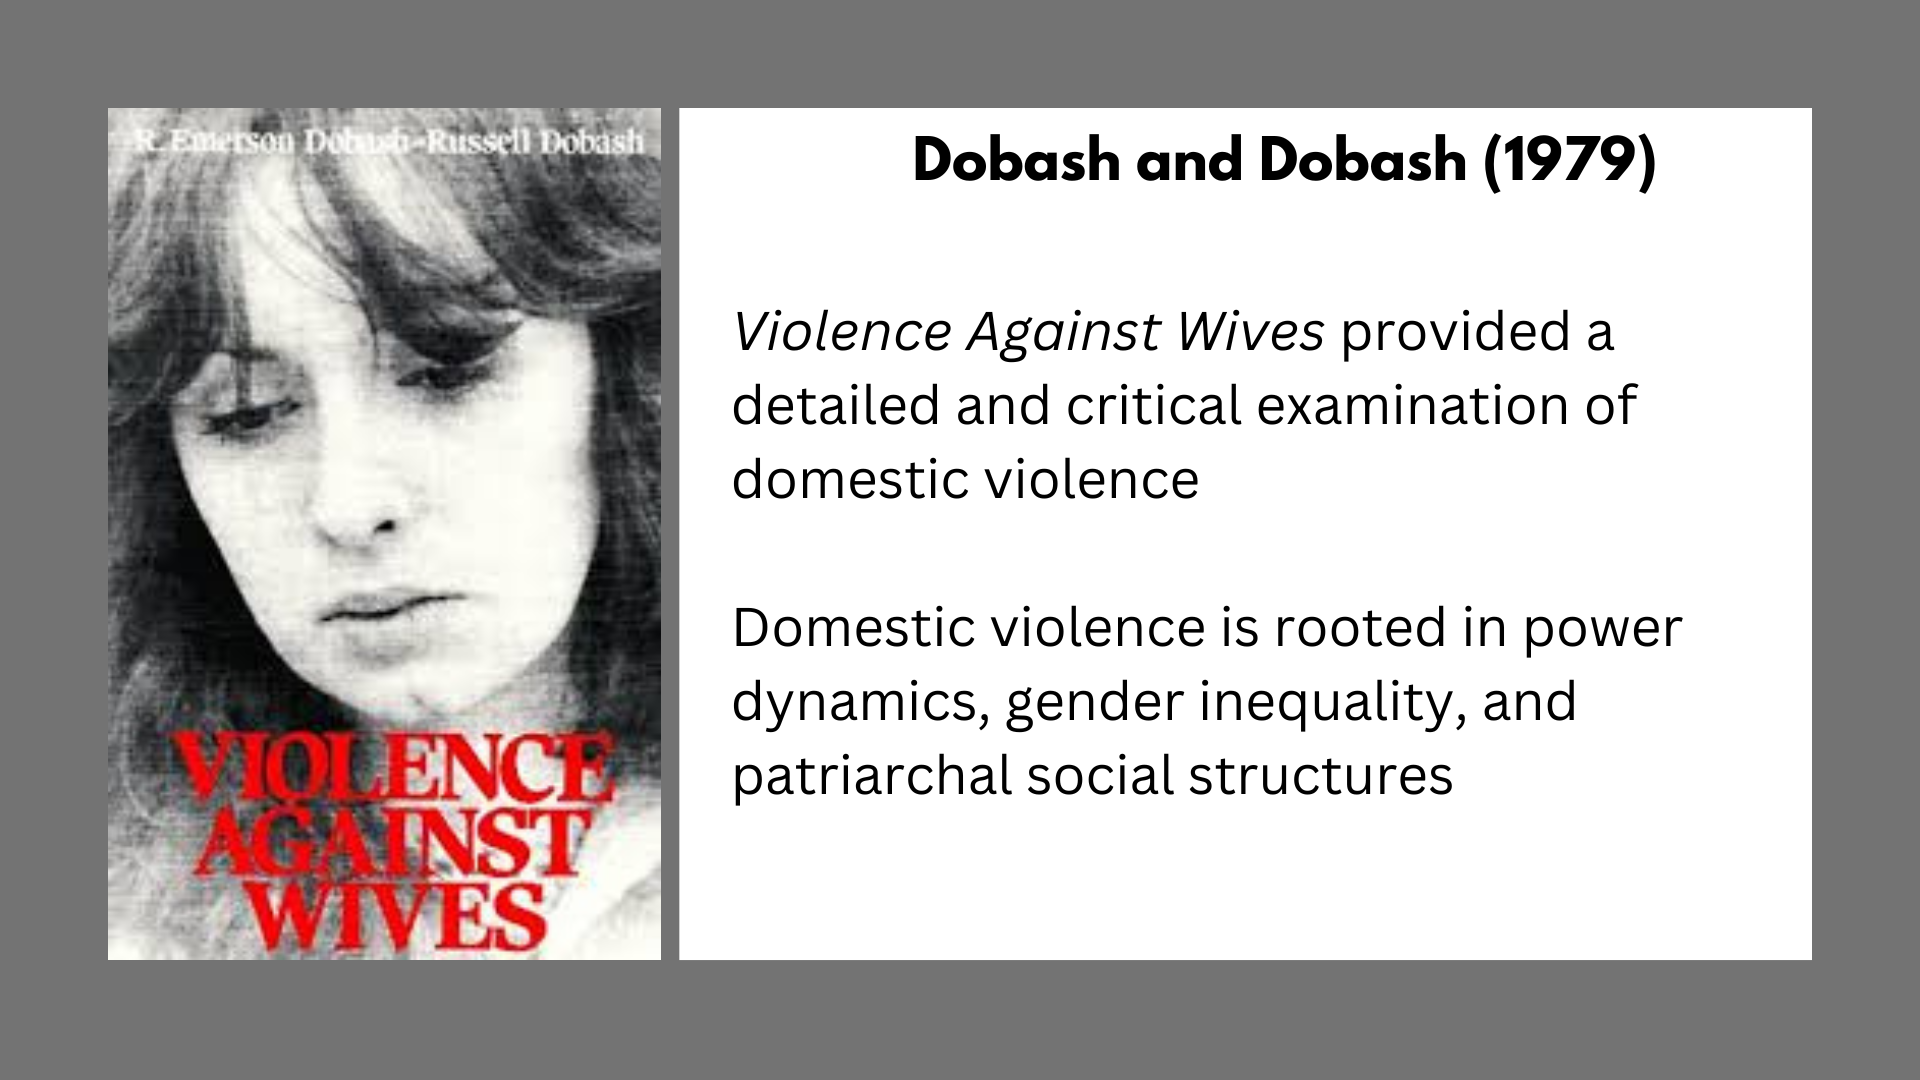 R. Emerson Dobash-Russell Dobash
VIOLENCE
AGAINST
WIVES
Dobash and Dobash (1979)
Violence Against Wives provided a
detailed and critical examination of
domestic violence
Domestic violence is rooted in power
dynamics, gender inequality, and
patriarchal social structures